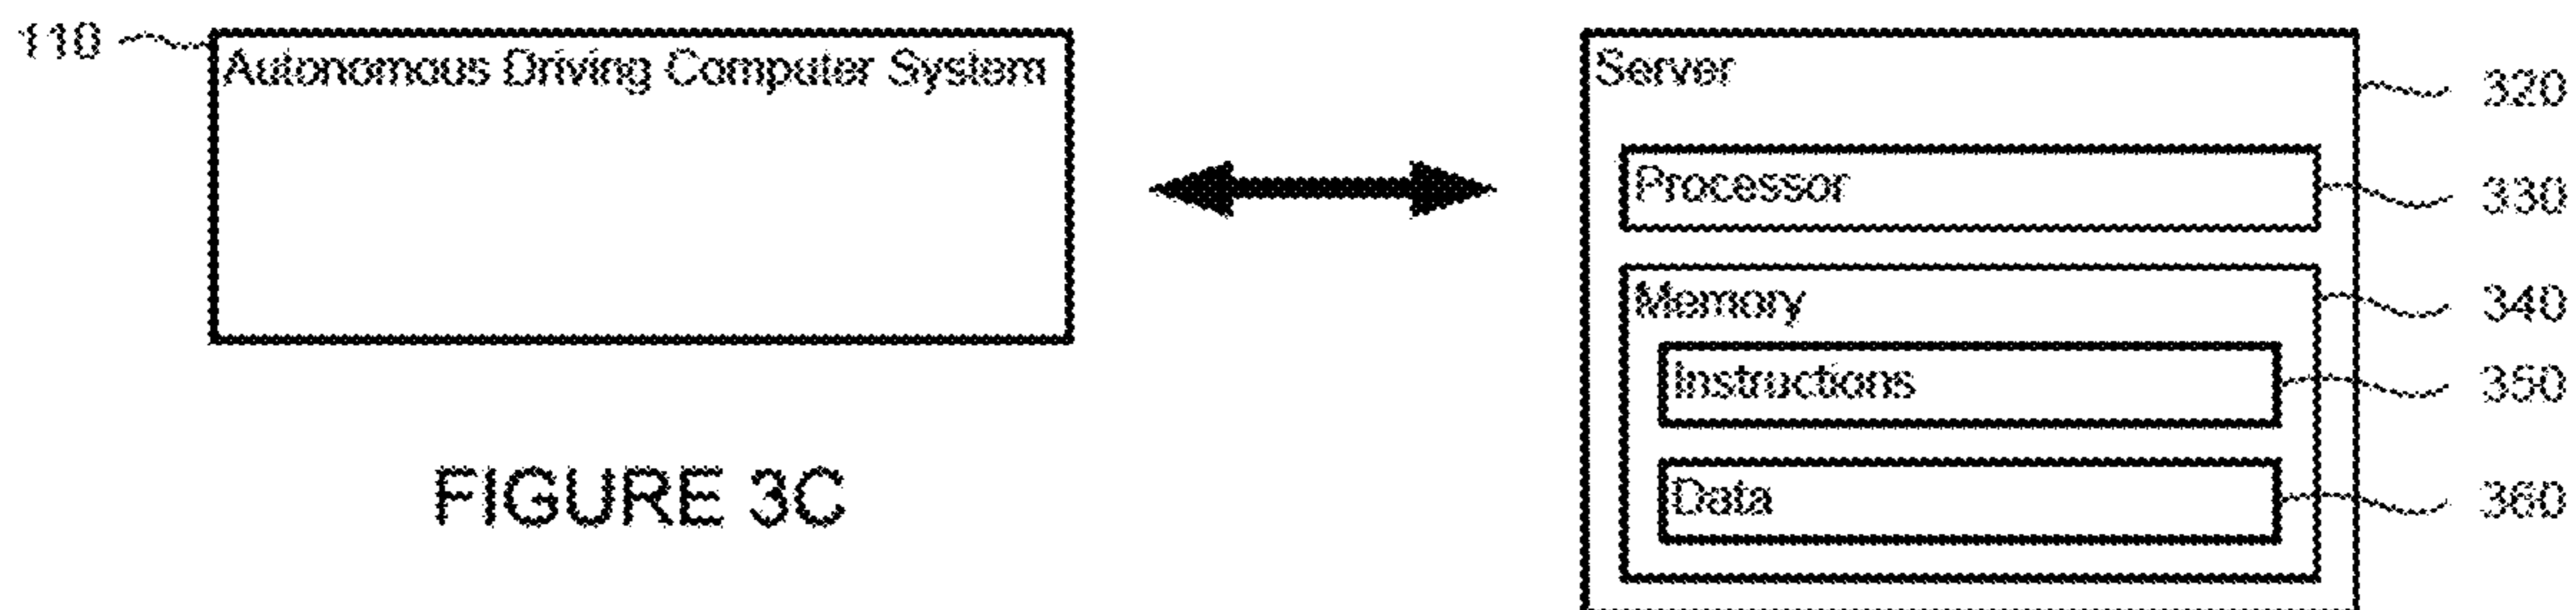 110
Autonomous Driving Computer System
Server
320
Processor
330
Memory
340
Instructions
350
Data
360
FIGURE 3C